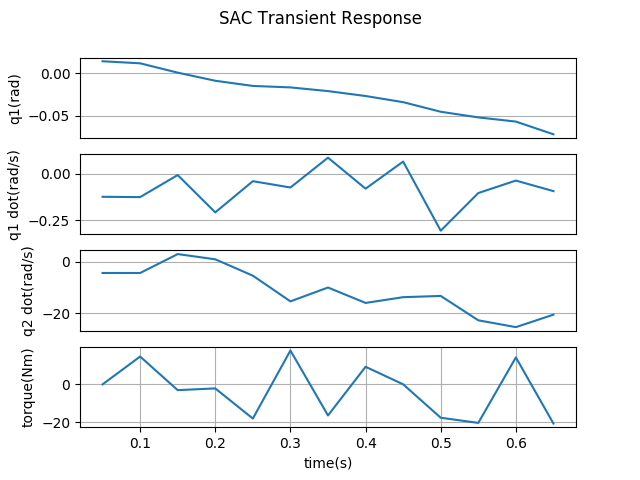 SAC Transient Response
q1(rad)
0.00
−0.05
q1 dot(rad/s)
0.00
−0.25
q2 dot(rad/s)
0
−20
torque(Nm)
0
−20
0.1 0.2 0.3 0.4 0.5 0.6
time(s)